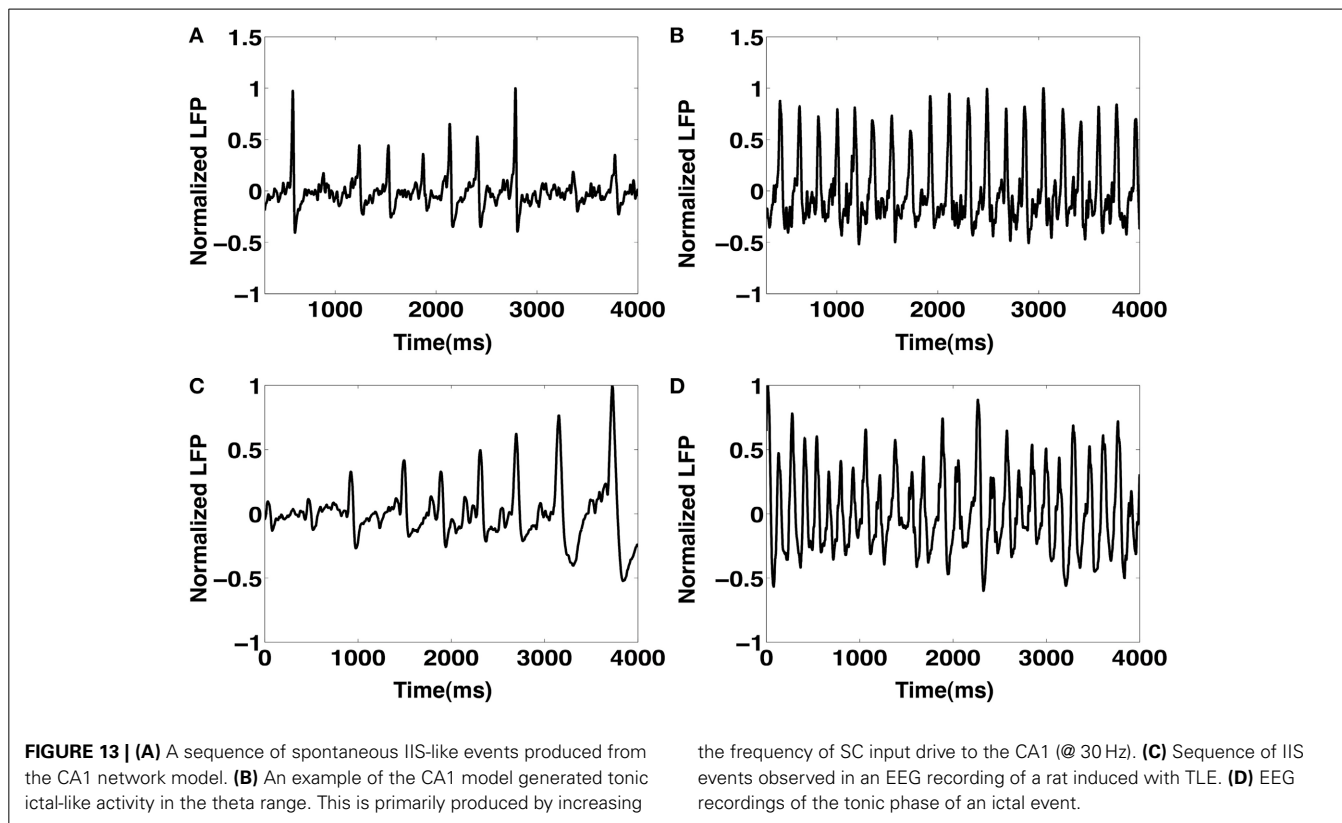 A
1.5
1
0.5
0
−0.5
−1
Normalized LFP
1000 2000 3000 4000
Time(ms)
B
1.5
1
0.5
0
−0.5
−1
Normalized LFP
1000 2000 3000 4000
Time(ms)
C
1
0.5
0
−0.5
−1
Normalized LFP
0 1000 2000 3000 4000
Time(ms)
D
1
0.5
0
−0.5
−1
Normalized LFP
0 1000 2000 3000 4000
Time(ms)
FIGURE 13 | (A) A sequence of spontaneous IIS-like events produced from
the CA1 network model. (B) An example of the CA1 model generated tonic
ictal-like activity in the theta range. This is primarily produced by increasing
the frequency of SC input drive to the CA1 (@ 30 Hz). (C) Sequence of IIS
events observed in an EEG recording of a rat induced with TLE. (D) EEG
recordings of the tonic phase of an ictal event.